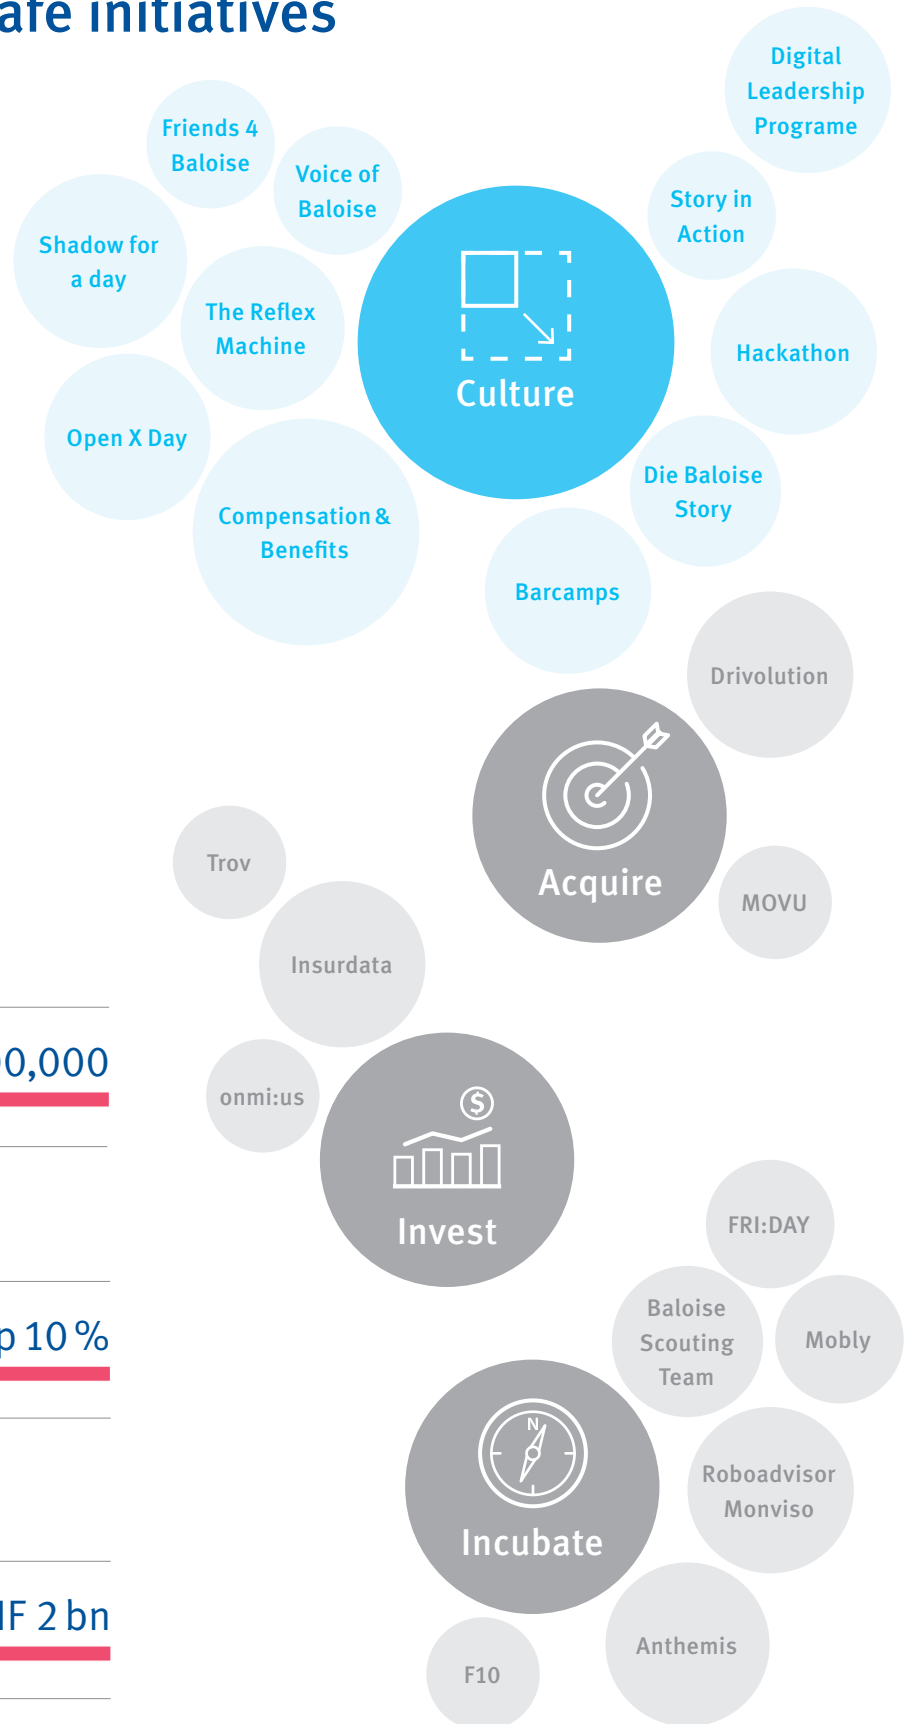 initiatives
Digital
Leadership
Programe
Friends 4
Baloise
Voice of
Baloise
Story in
Action
Shadow for
a day
The Reflex
Machine
Hackathon
Culture
Open X Day
Die Baloise
Story
Compensation &
Benefits
Barcamps
Drivolution
Trov
Acquire
MOVU
Insurdata
0,000
onmi:us
$
Invest
FRI:DAY
Baloise
Scouting
Team
Mobly
10 %
N
Roboadvisor
Monviso
Incubate
2 bn
Anthemis
F10